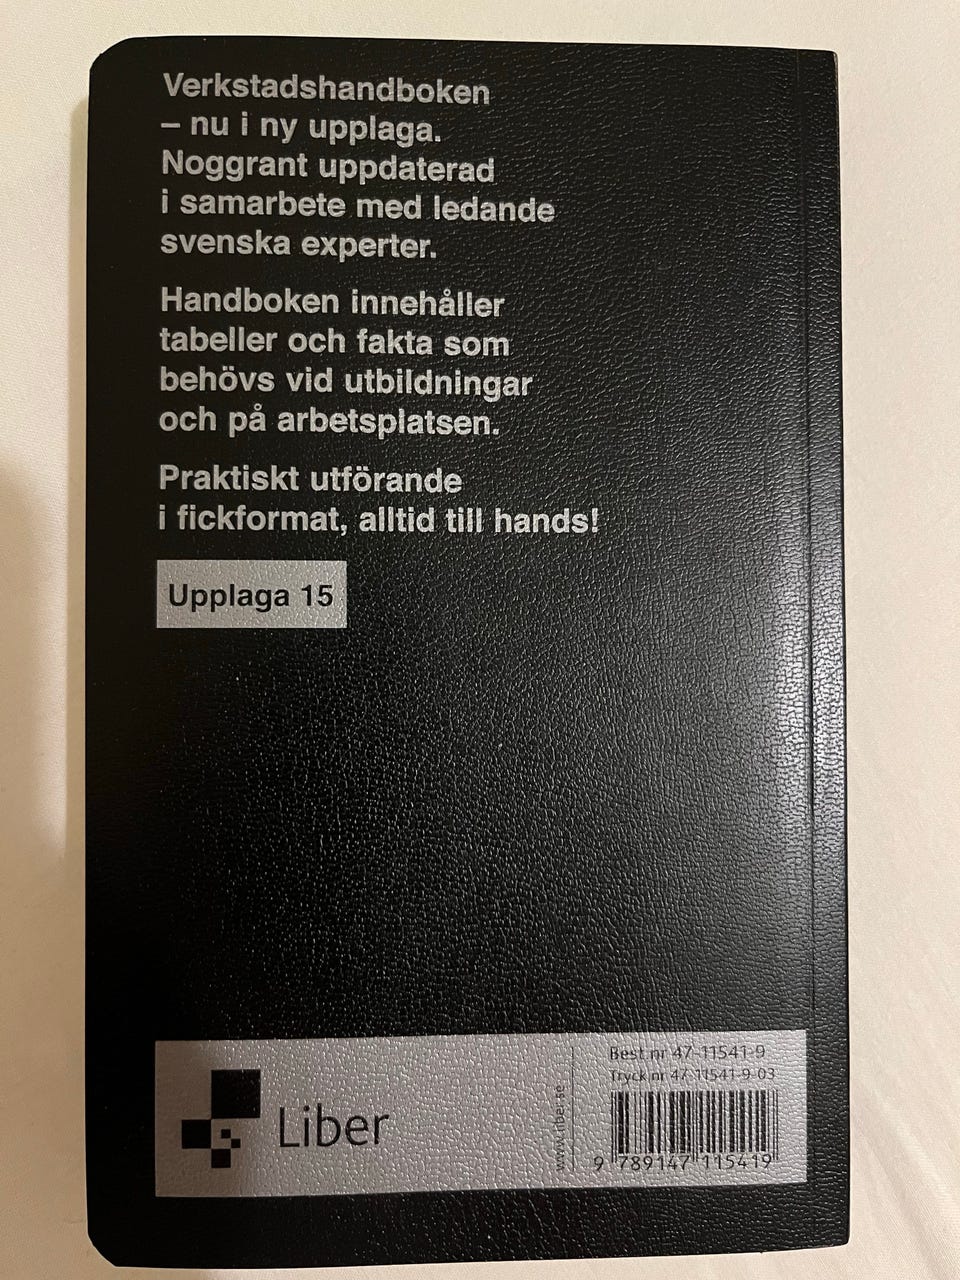 Verkstadshandboken
– nu i ny upplaga.
Noggrant uppdaterad
i samarbete med ledande
svenska experter.
Handboken innehåller
tabeller och fakta som
behövs vid utbildningar
och på arbetsplatsen.
Praktiskt utförande
i fickformat, alltid till hands!
Upplaga 15
Liber
www.liber.se
Best nr 47-11541-9
Tryck nr 47-11541-9-03
9 789147 115419